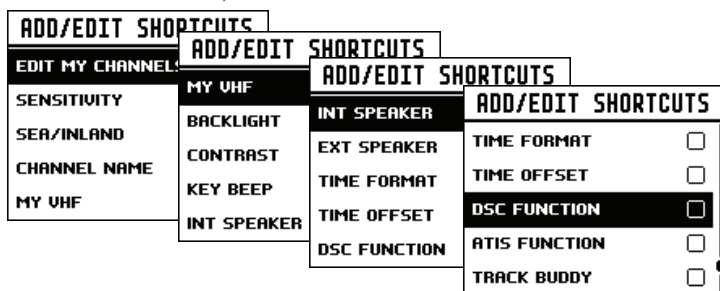 ADD/EDIT SHORTCUTS
EDIT MY CHANNELS
SENSITIVITY
SEA/INLAND
CHANNEL NAME
MY VHF
ADD/EDIT SHORTCUTS
MY VHF
BACKLIGHT
CONTRAST
KEY BEEP
INT SPEAKER
ADD/EDIT SHORTCUTS
INT SPEAKER
EXT SPEAKER
TIME FORMAT
TIME OFFSET
DSC FUNCTION
ADD/EDIT SHORTCUTS
TIME FORMAT
TIME OFFSET
DSC FUNCTION
ATIS FUNCTION
TRACK BUDDY